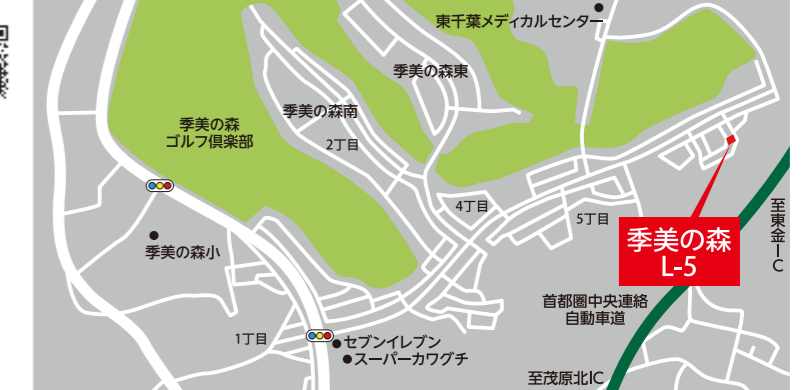 東千葉メディカルセンター
季美の森東
季美の森南
季美の森
ゴルフ倶楽部
2丁目
4丁目
5丁目
至東金IC
季美の森
L-5
季美の森小
首都圏中央連絡
自動車道
1丁目
セブンイレブン
スーパーカワグチ
至茂原北IC